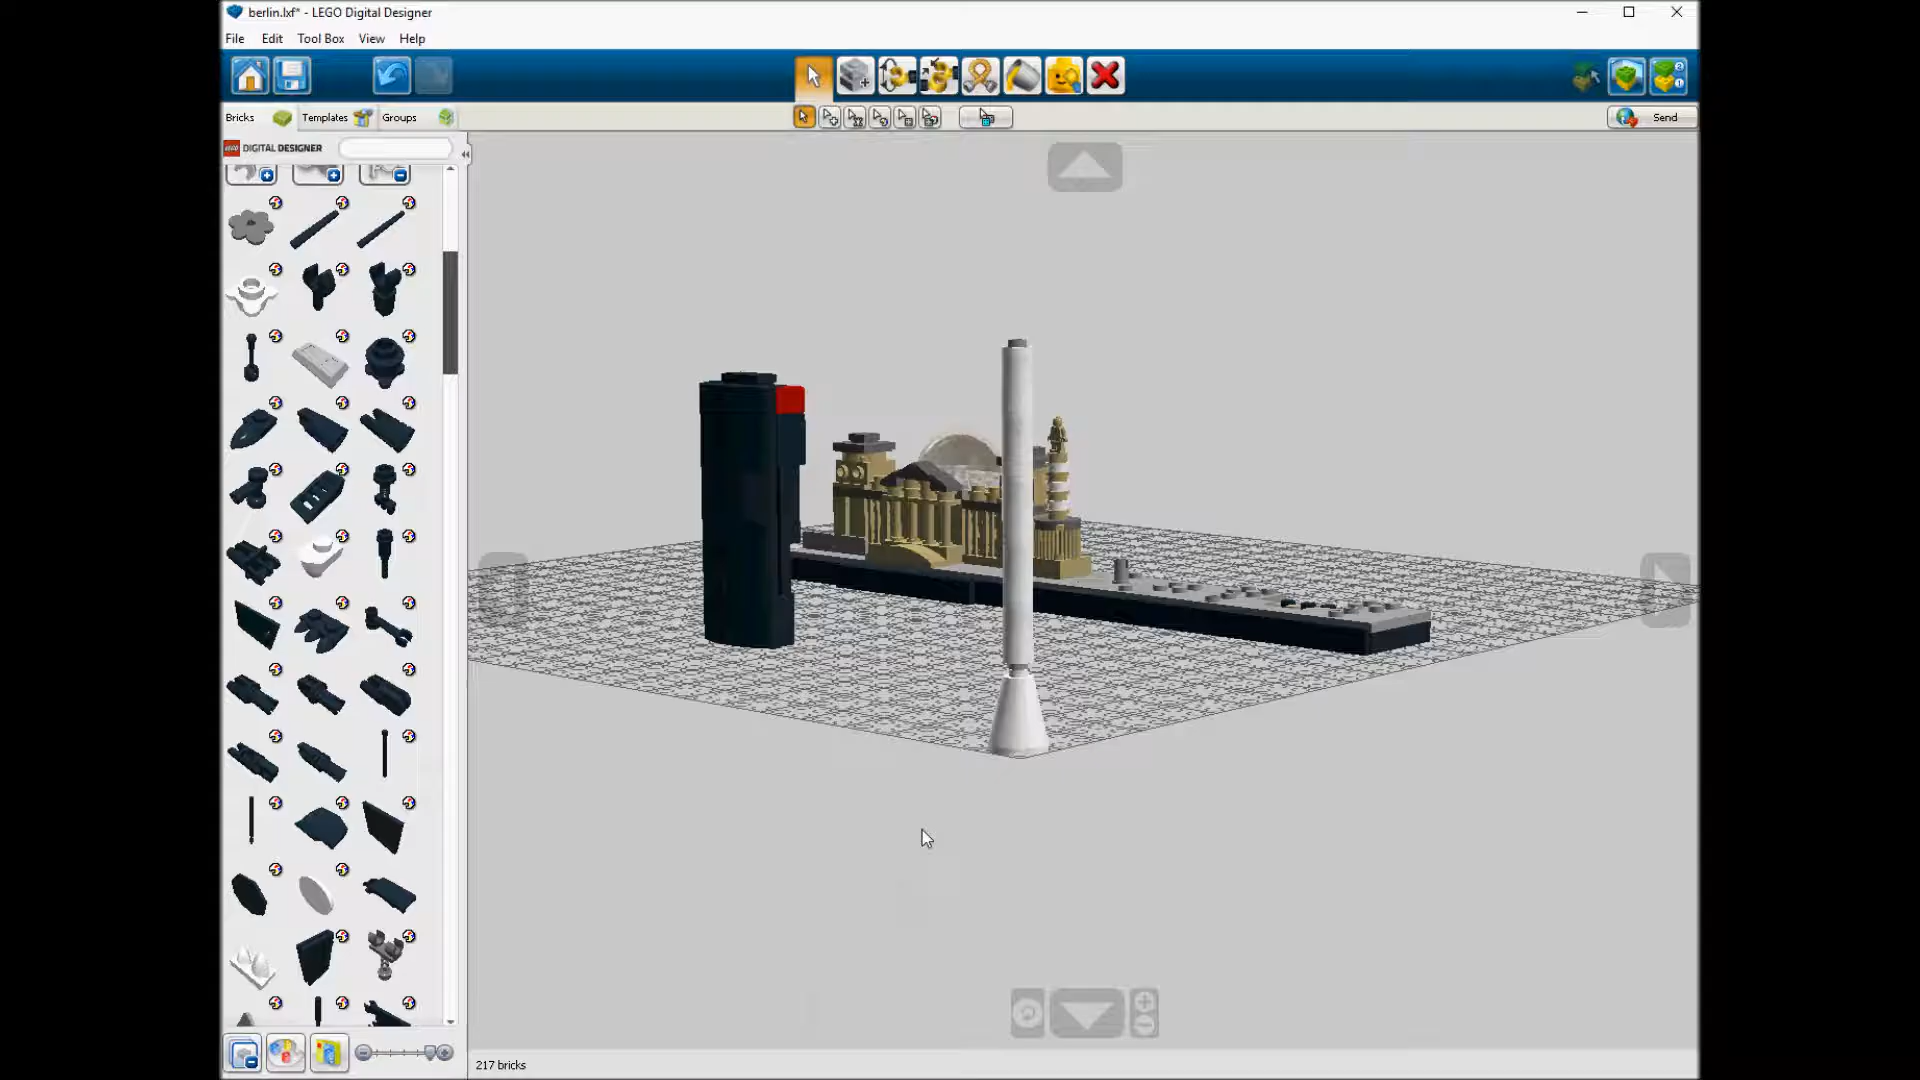 berlin.lxf* - LEGO Digital Designer
File Edit Tool Box View Help
Bricks Templates Groups Send
LEGO DIGITAL DESIGNER
217 bricks